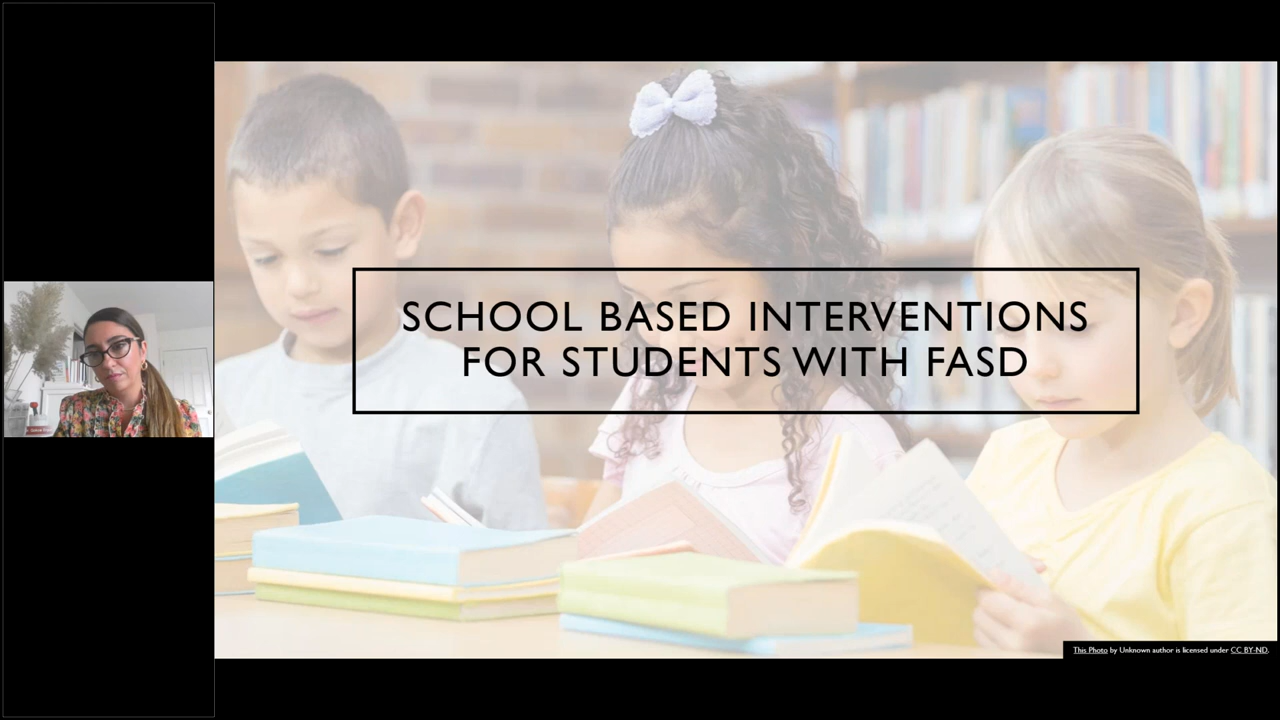 SCHOOL BASED INTERVENTIONS
FOR STUDENTS WITH FASD
This Photo by Unknown author is licensed under CC BY-ND.